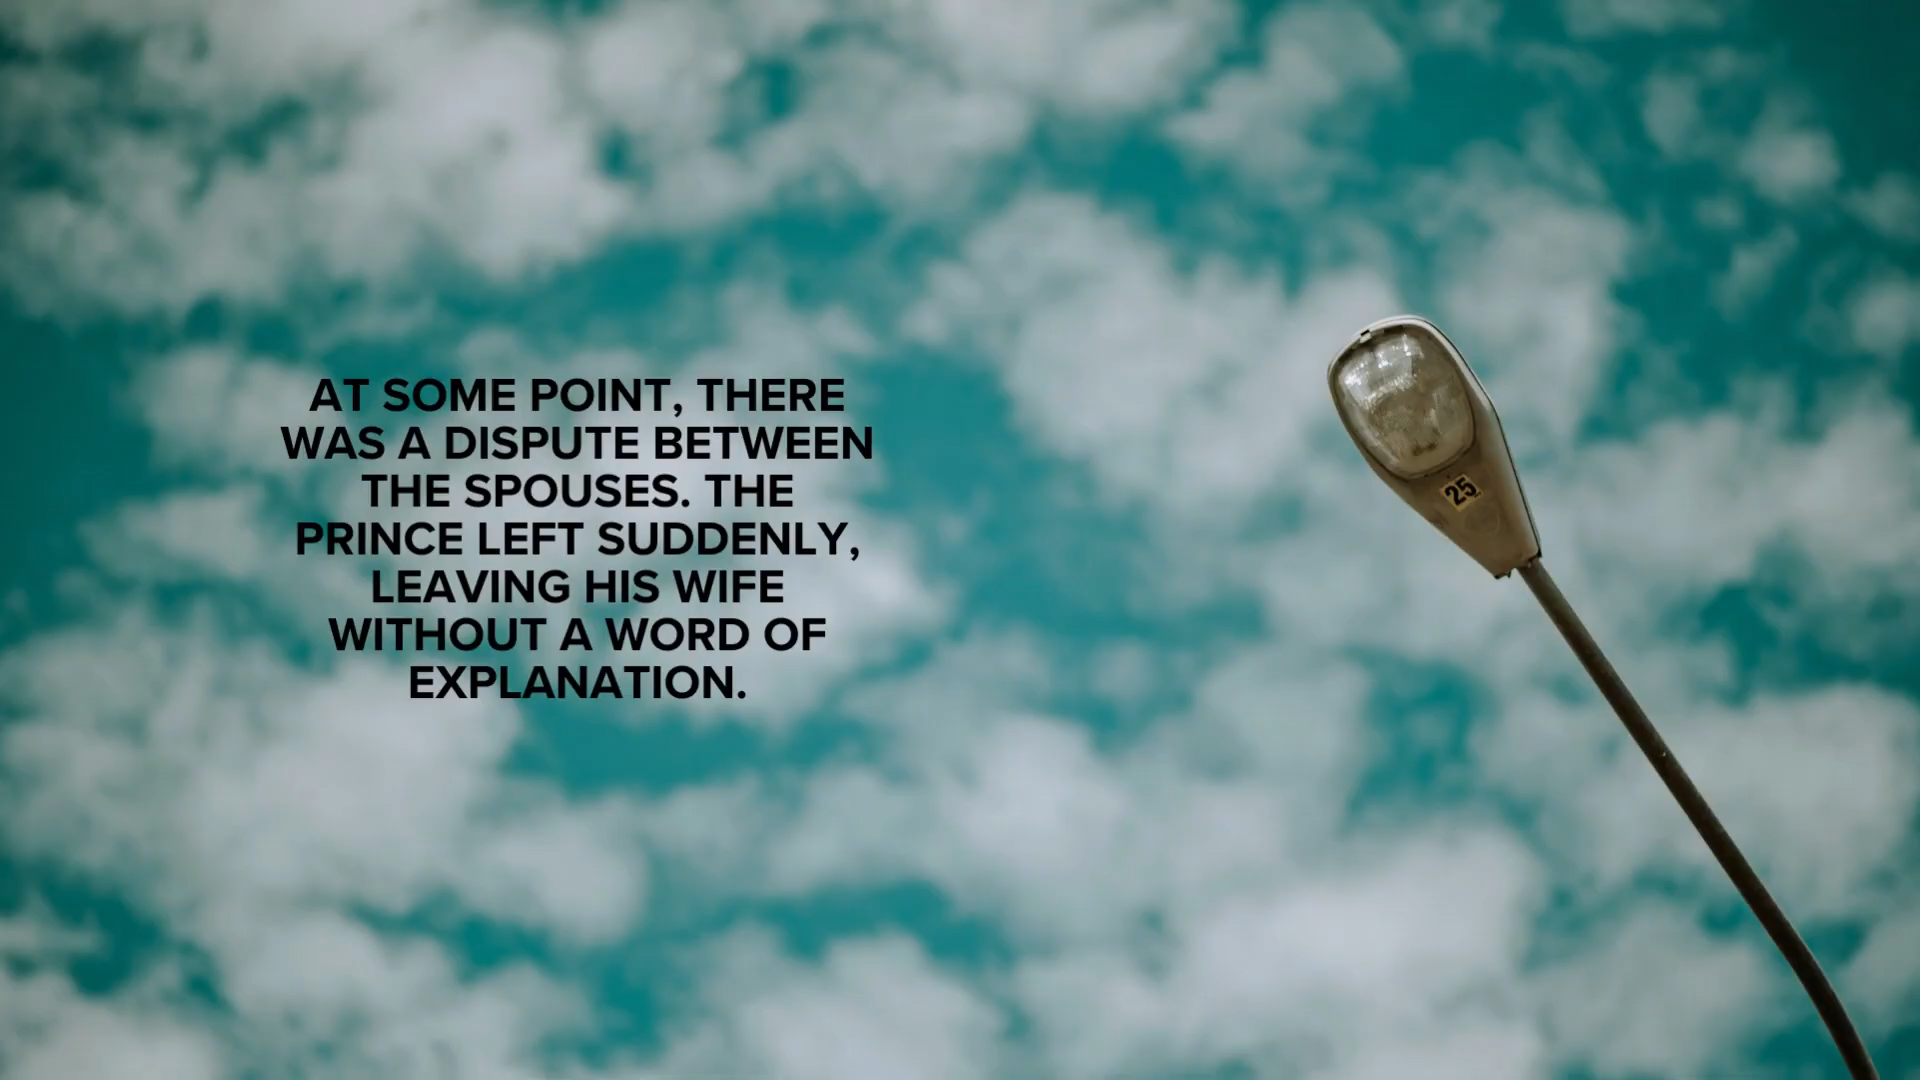 AT SOME POINT, THERE
WAS A DISPUTE BETWEEN
THE SPOUSES. THE
PRINCE LEFT SUDDENLY,
LEAVING HIS WIFE
WITHOUT A WORD OF
EXPLANATION.
25